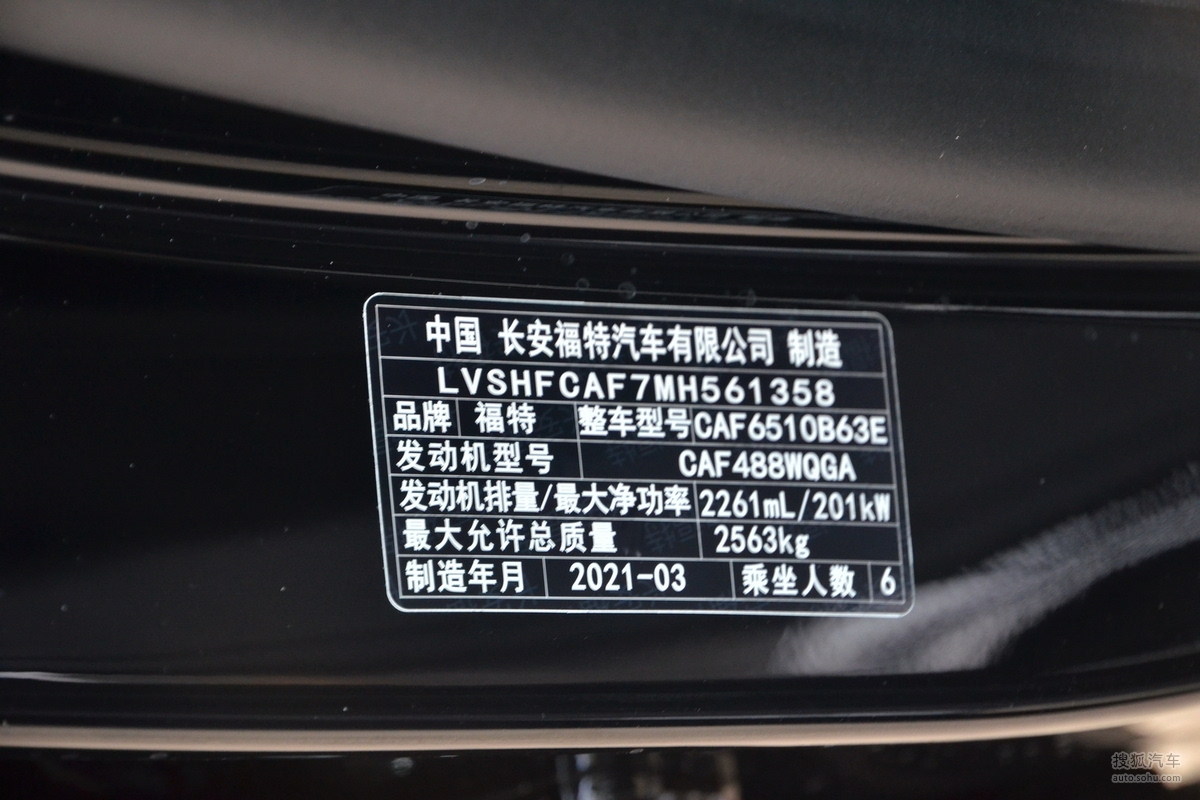 中国 长安福特汽车有限公司 制造
LVSHFCAF7MH561358
品牌 福特 整车型号 CAF6510B63E
发动机型号 CAF488WQGA
发动机排量/最大净功率 2261mL/201kW
最大允许总质量 2563kg
制造年月 2021-03 乘坐人数 6
搜狐汽车
auto.sohu.com